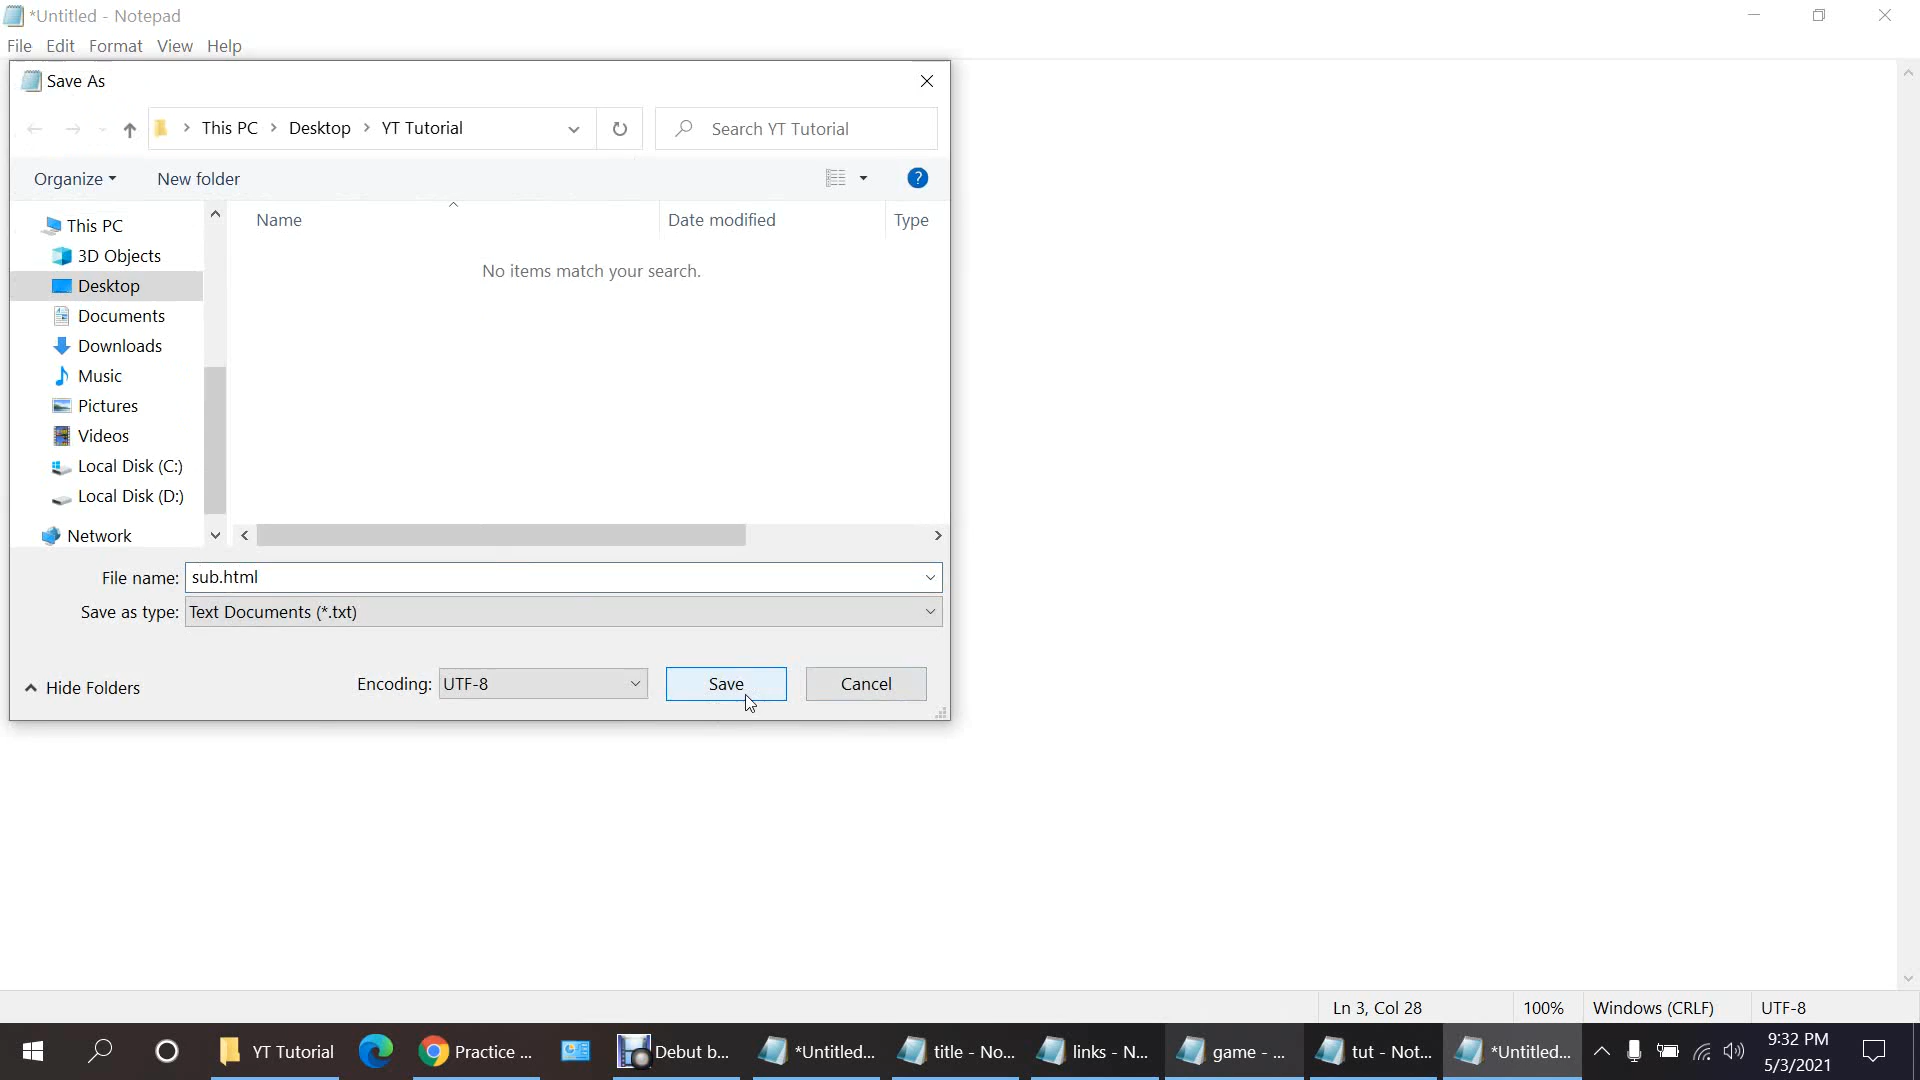 *Untitled - Notepad
File Edit Format View Help
Save As
This PC Desktop YT Tutorial
Search YT Tutorial
Organize New folder
?
Name Date modified Type
No items match your search.
This PC
3D Objects
Desktop
Documents
Downloads
Music
Pictures
Videos
Local Disk (C:)
Local Disk (D:)
Network
File name: sub.html
Save as type: Text Documents (*.txt)
Hide Folders
Encoding: UTF-8
Save
Cancel
Ln 3, Col 28 100% Windows (CRLF) UTF-8
YT Tutorial
Practice ...
Debut b...
*Untitled...
title - No...
links - N...
game - ...
tut - Not...
*Untitled...
9:32 PM
5/3/2021